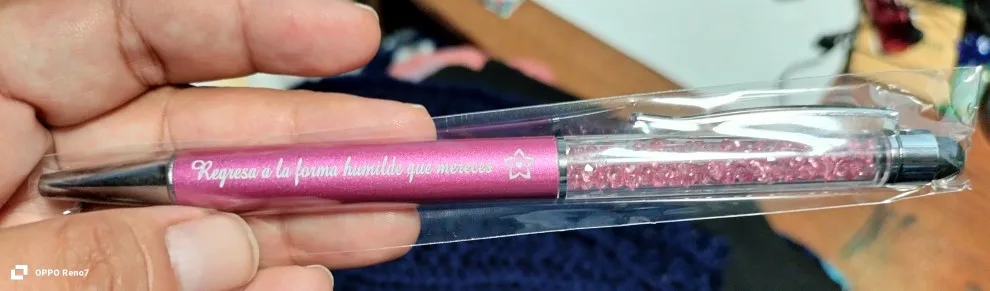 Regresa a la forma humilde que mereces
OPPO Reno7